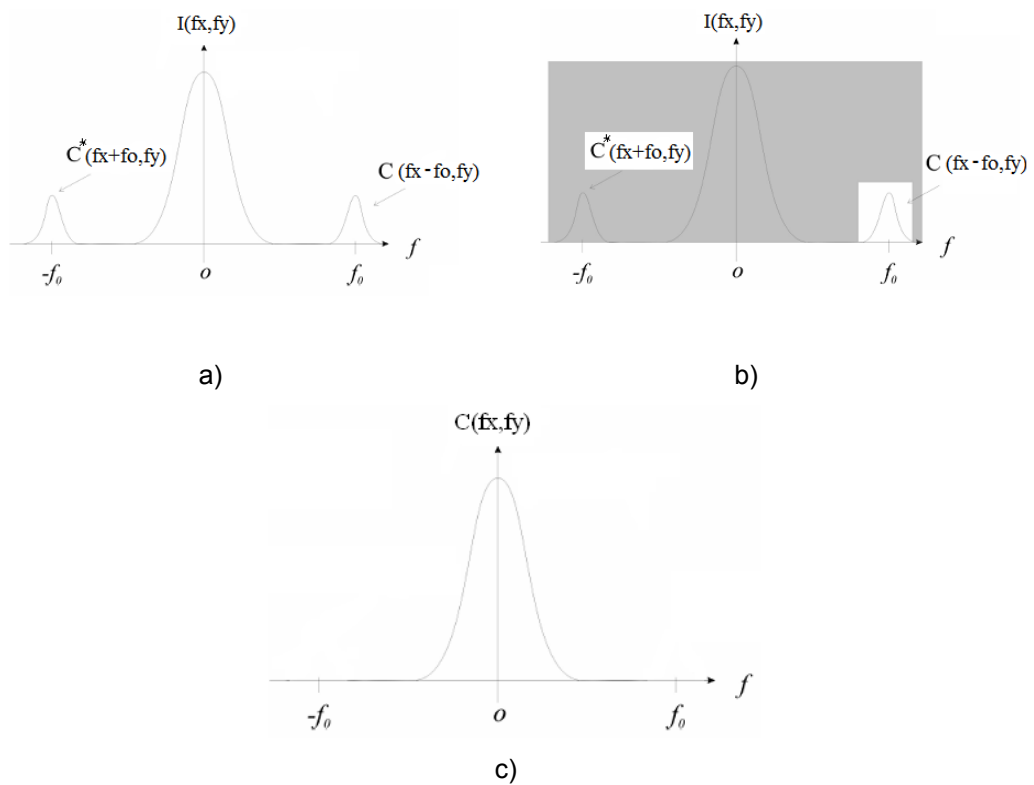 I(fx,fy)
C*(fx+fo,fy)
C (fx-fo,fy)
f
-f₀
o
f₀
a)
I(fx,fy)
C*(fx+fo,fy)
C (fx-fo,fy)
f
-f₀
o
f₀
b)
C(fx,fy)
f
-f₀
o
f₀
c)